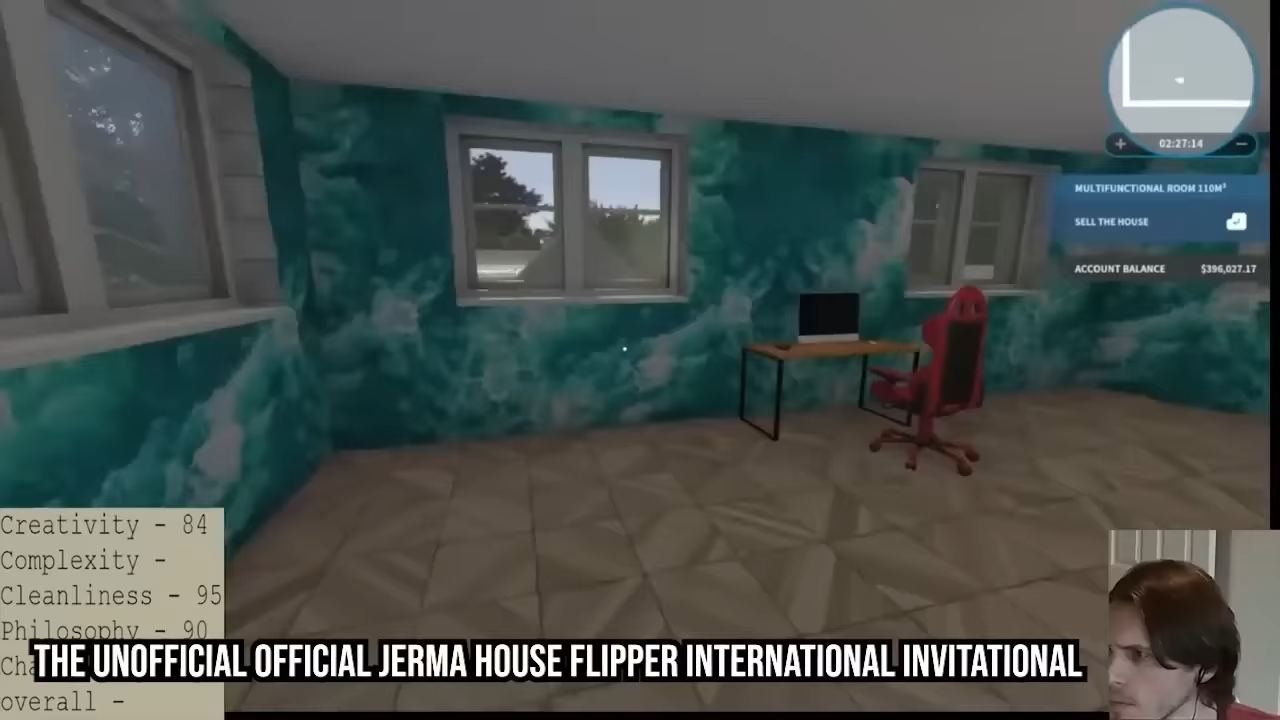 02:27:14
MULTIFUNCTIONAL ROOM 110M²
SELL THE HOUSE
ACCOUNT BALANCE $396,027.17
Creativity - 84
Complexity -
Cleanliness - 95
Philosophy - 90
THE UNOFFICIAL OFFICIAL JERMA HOUSE FLIPPER INTERNATIONAL INVITATIONAL
overall -